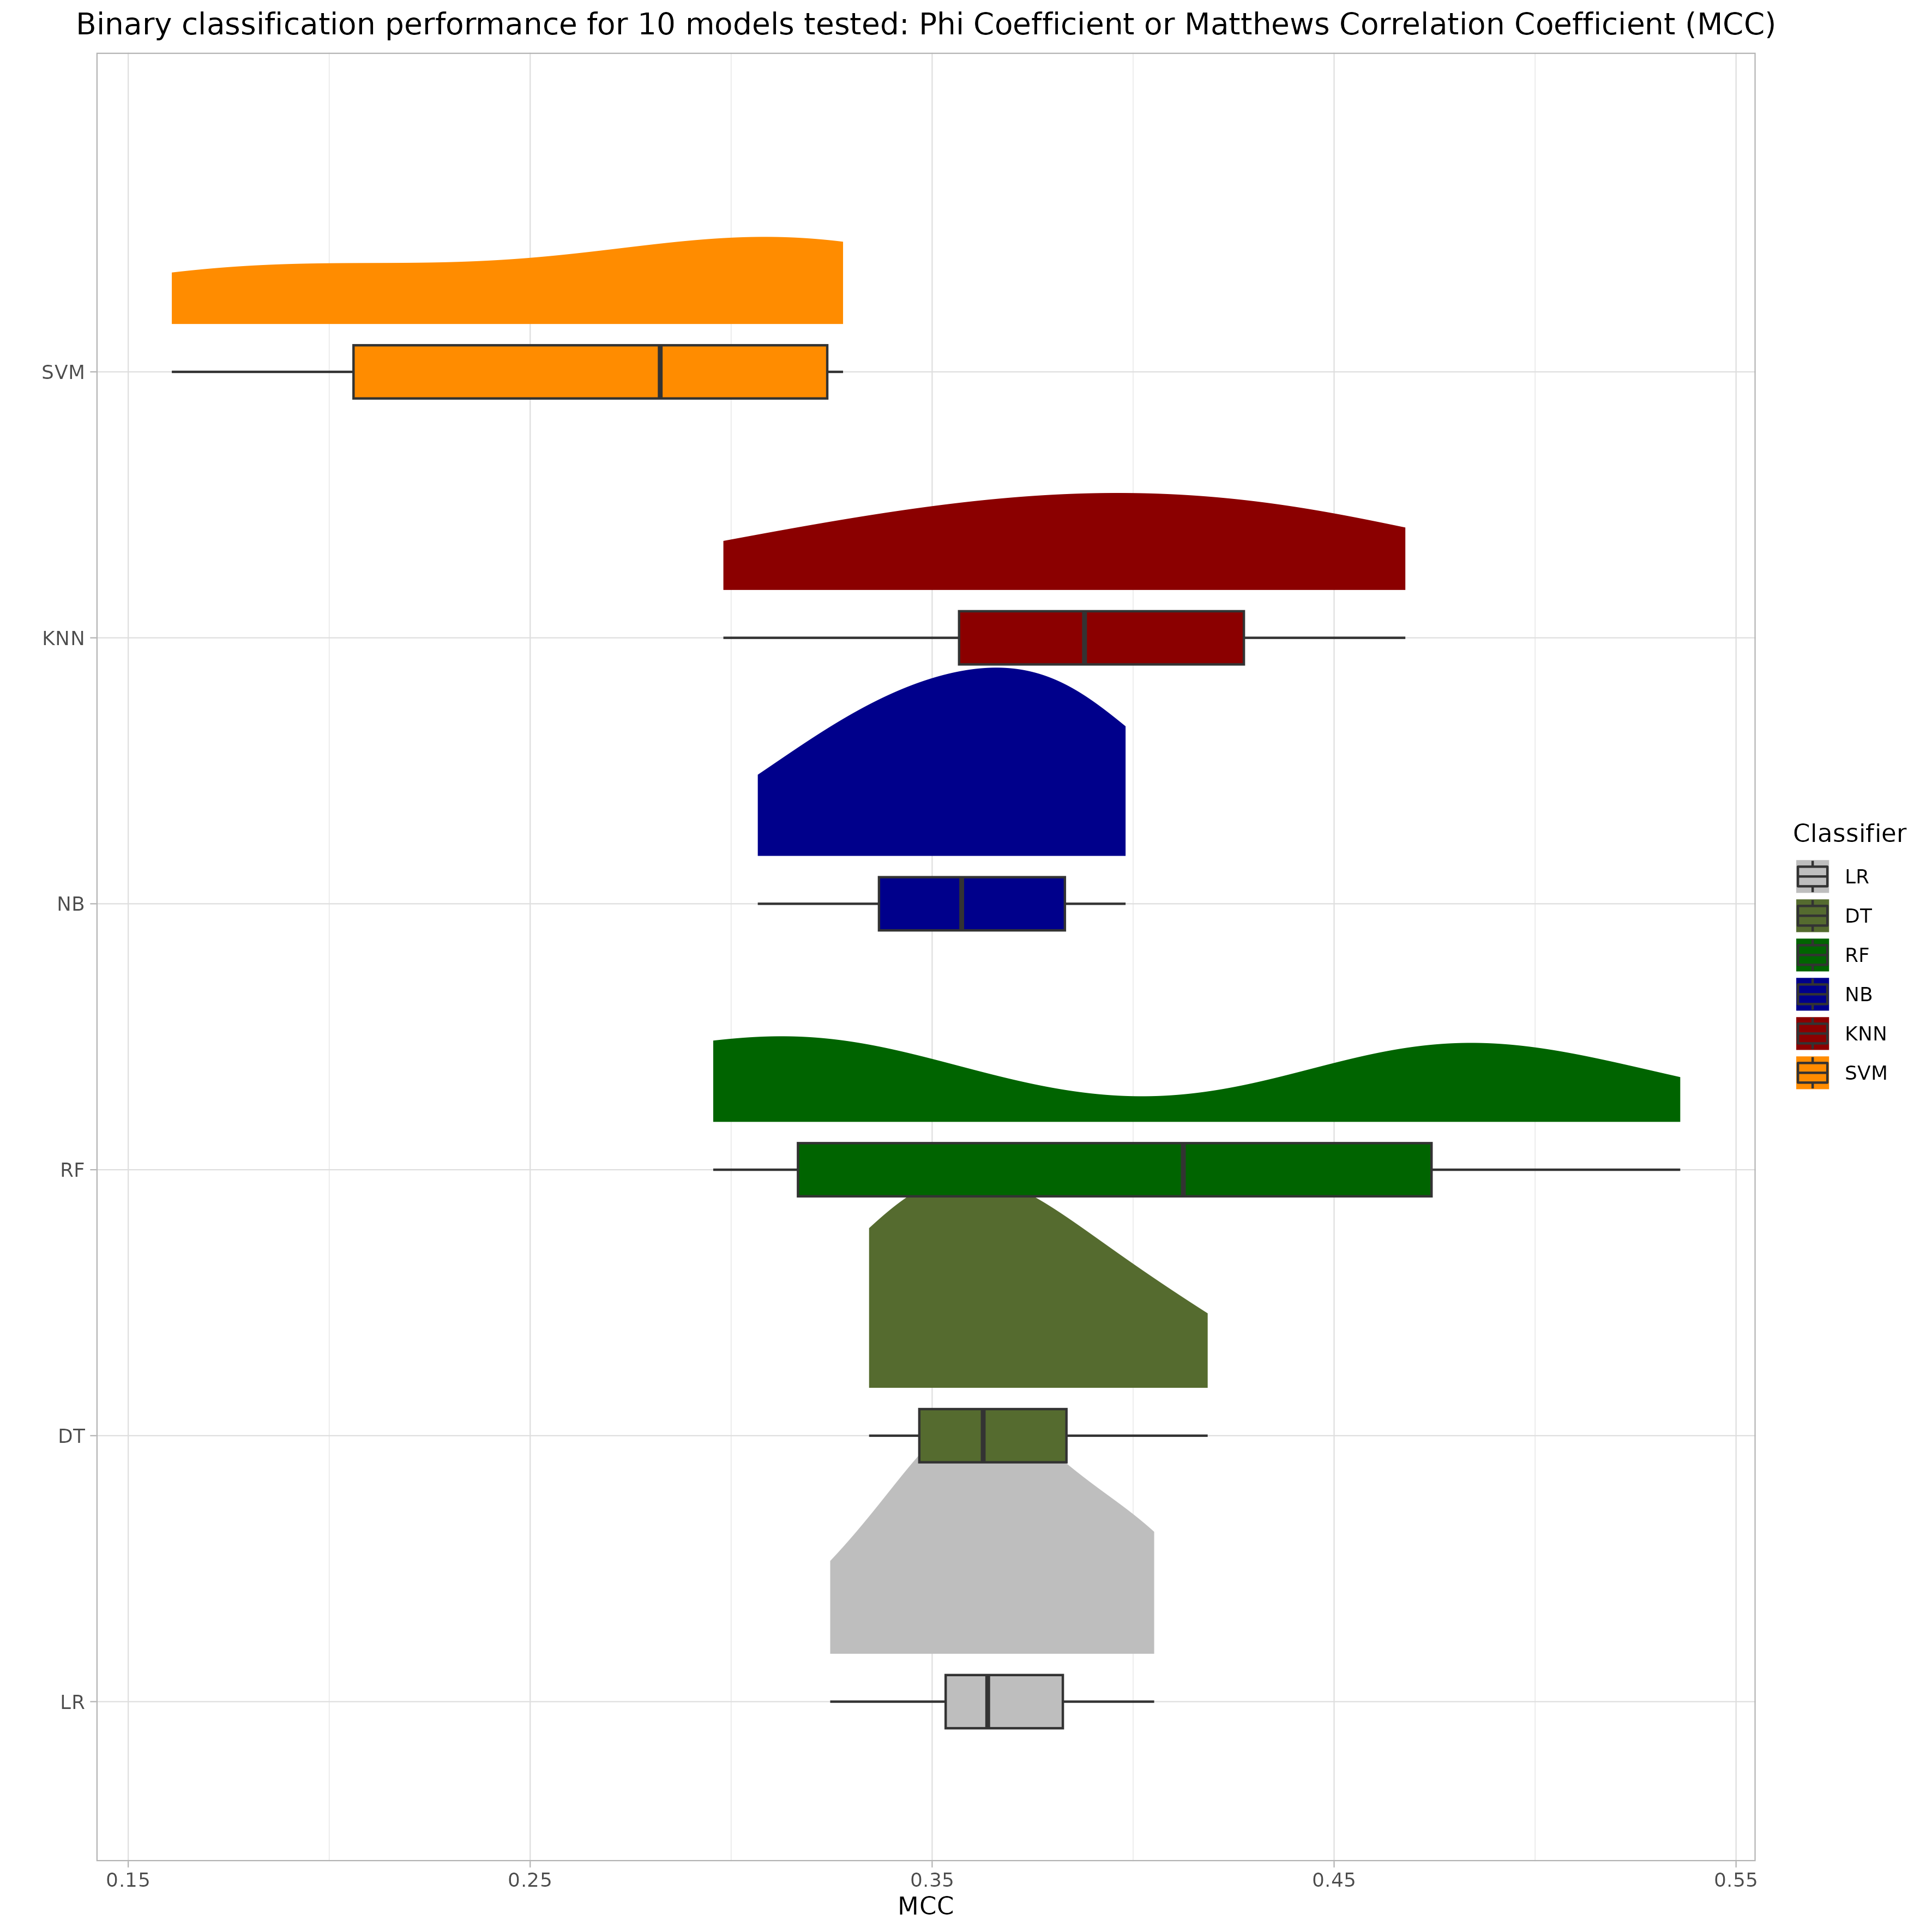 Binary classification performance for 10 models tested: Phi Coefficient or Matthews Correlation Coefficient (MCC)
SVM
KNN
NB
RF
DT
LR
0.15
0.25
0.35
0.45
0.55
MCC
Classifier
LR
DT
RF
NB
KNN
SVM